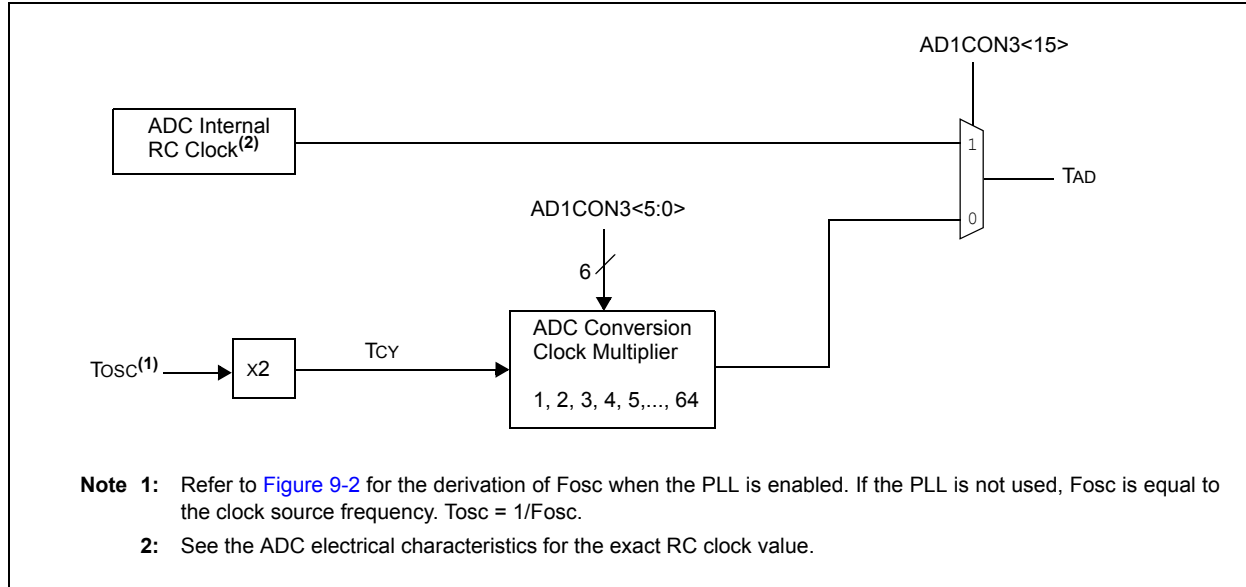 AD1CON3<15>
ADC Internal
RC Clock(2)
1
TAD
AD1CON3<5:0>
0
6
ADC Conversion
Clock Multiplier
TOSC(1)
X2
TCY
1, 2, 3, 4, 5,..., 64
Note 1: Refer to Figure 9-2 for the derivation of Fosc when the PLL is enabled. If the PLL is not used, Fosc is equal to
the clock source frequency. Tosc = 1/Fosc.
2: See the ADC electrical characteristics for the exact RC clock value.